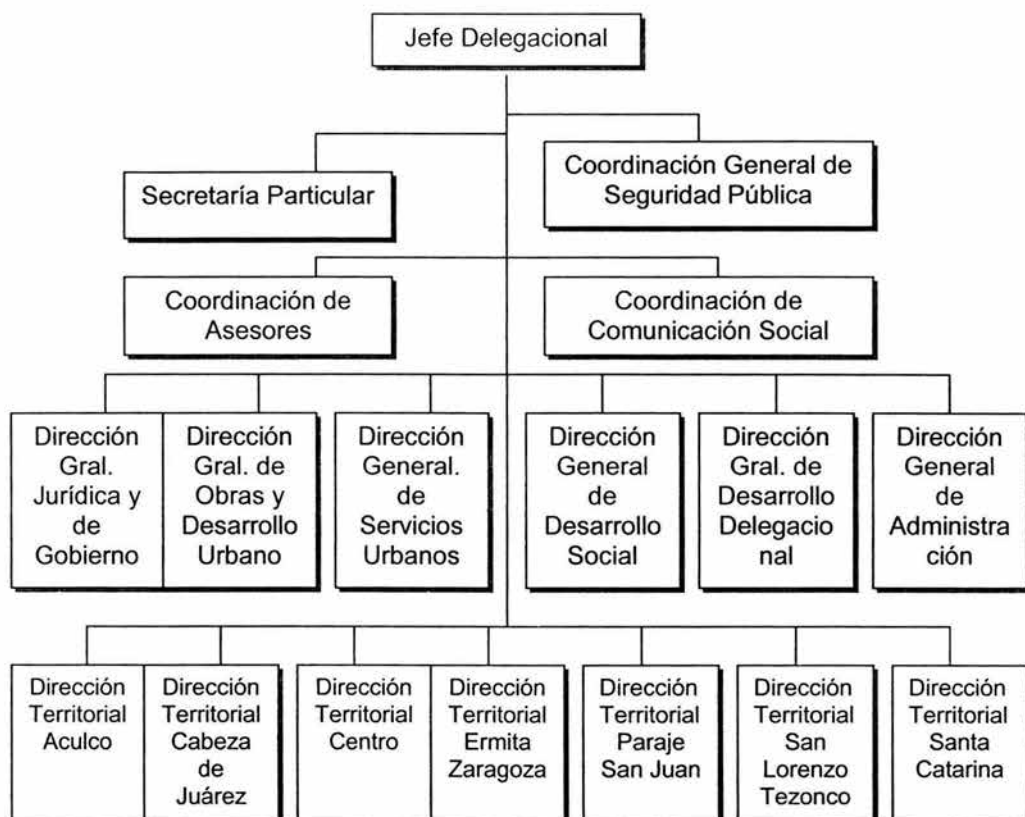 Jefe Delegacional
Coordinación General de
Seguridad Pública
Secretaría Particular
Coordinación de
Asesores
Coordinación de
Comunicación Social
Dirección
Gral.
Jurídica y
de
Gobierno
Dirección
Gral. de
Obras y
Desarrollo
Urbano
Dirección
General.
de
Servicios
Urbanos
Dirección
General
de
Desarrollo
Social
Dirección
Gral. de
Desarrollo
Delegacio
nal
Dirección
General
de
Administra
ción
Dirección
Territorial
Aculco
Dirección
Territorial
Cabeza
de
Juárez
Dirección
Territorial
Centro
Dirección
Territorial
Ermita
Zaragoza
Dirección
Territorial
Paraje
San Juan
Dirección
Territorial
San
Lorenzo
Tezonco
Dirección
Territorial
Santa
Catarina